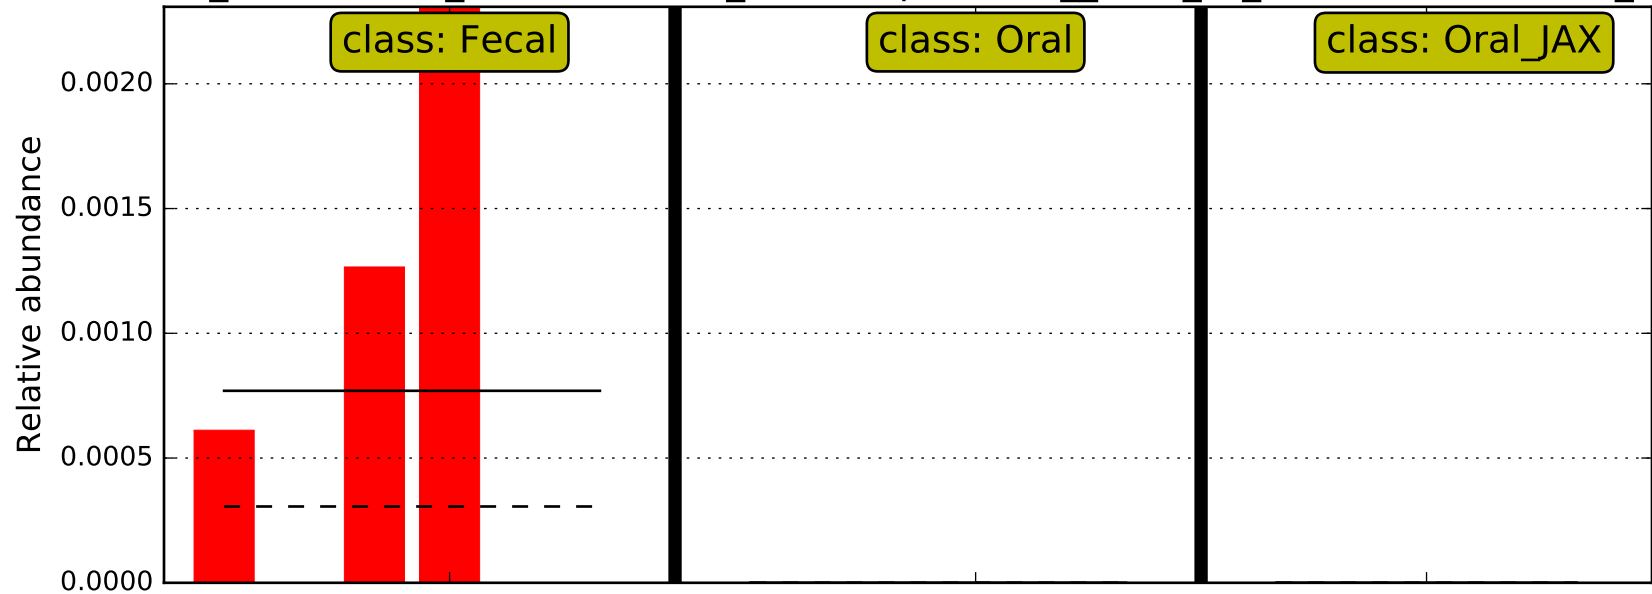 class: Fecal
class: Oral
class: Oral_JAX
Relative abundance
0.0020
0.0015
0.0010
0.0005
0.0000